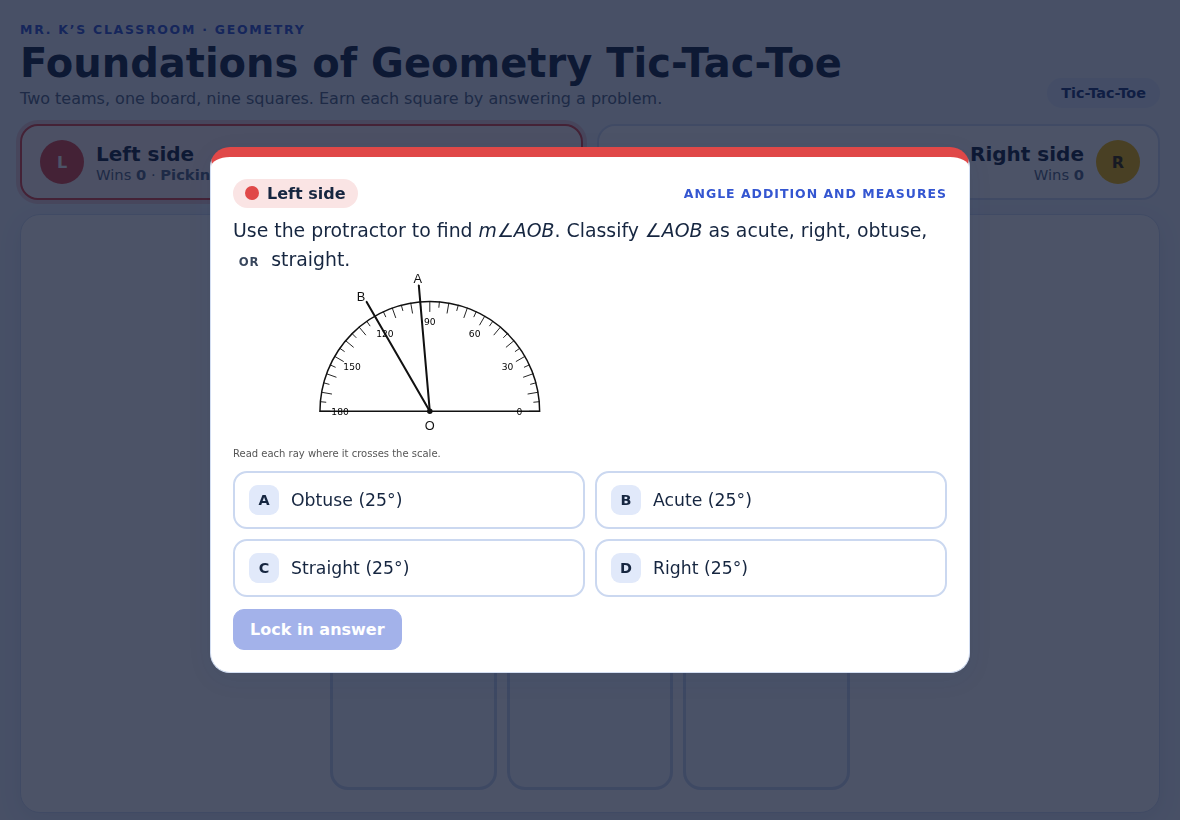 MR. K'S CLASSROOM · GEOMETRY
Foundations of Geometry Tic-Tac-Toe
Two teams, one board, nine squares. Earn each square by answering a problem.
Tic-Tac-Toe
L
Left side
Wins 0 · Pickin
Right side
Wins 0
R
Left side
ANGLE ADDITION AND MEASURES
Use the protractor to find m∠AOB. Classify ∠AOB as acute, right, obtuse,
OR straight.
A
B
90
120
60
150
30
180
0
O
Read each ray where it crosses the scale.
A Obtuse (25°)
B Acute (25°)
C Straight (25°)
D Right (25°)
Lock in answer